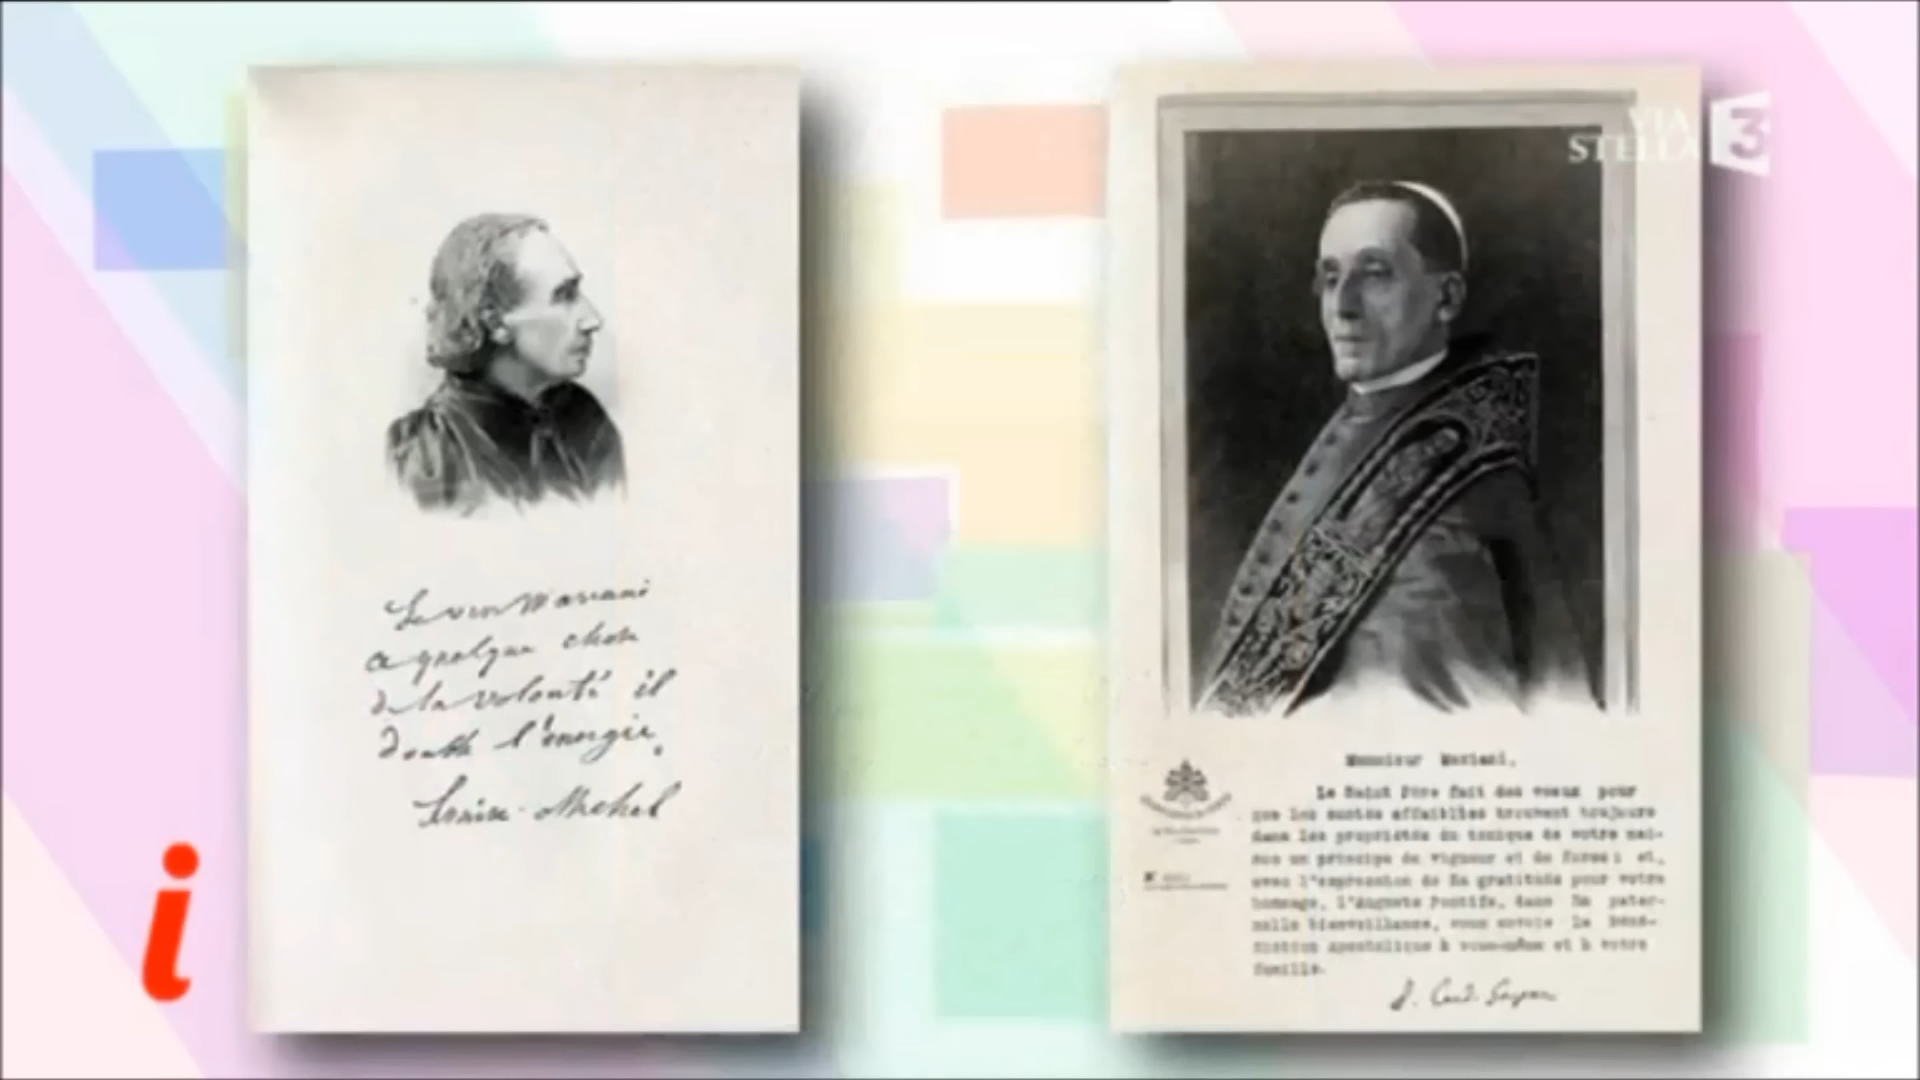 VIA
STELLA 3
Le vin Mariani
a quelque chose
de la volonté il
double l'énergie.
Louise-Michel
Monsieur Mariani,
Le Saint Père fait des voeux pour
que les santés affaiblies trouvent toujours
dans les propriétés du tonique de votre mai-
son un principe de vigueur et de force; et,
avec l'expression de Sa gratitude pour votre
hommage, l'Auguste Pontife, dans Sa pater-
nelle bienveillance, vous envoie la Béné-
diction Apostolique à vous-même et à votre
famille.
P. Card. Gasparri
i